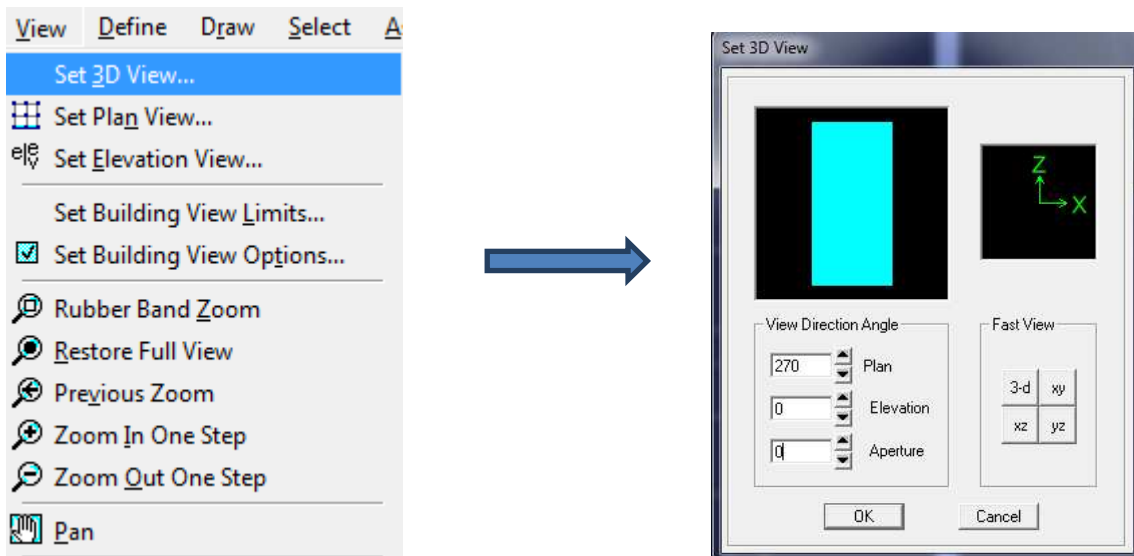 View Define Draw Select A
Set 3D View...
Set Plan View...
elev Set Elevation View...
Set Building View Limits...
Set Building View Options...
Rubber Band Zoom
Restore Full View
Previous Zoom
Zoom In One Step
Zoom Out One Step
Pan
Set 3D View
Z
X
View Direction Angle
270 Plan
0 Elevation
0 Aperture
Fast View
3-d xy
xz yz
OK Cancel